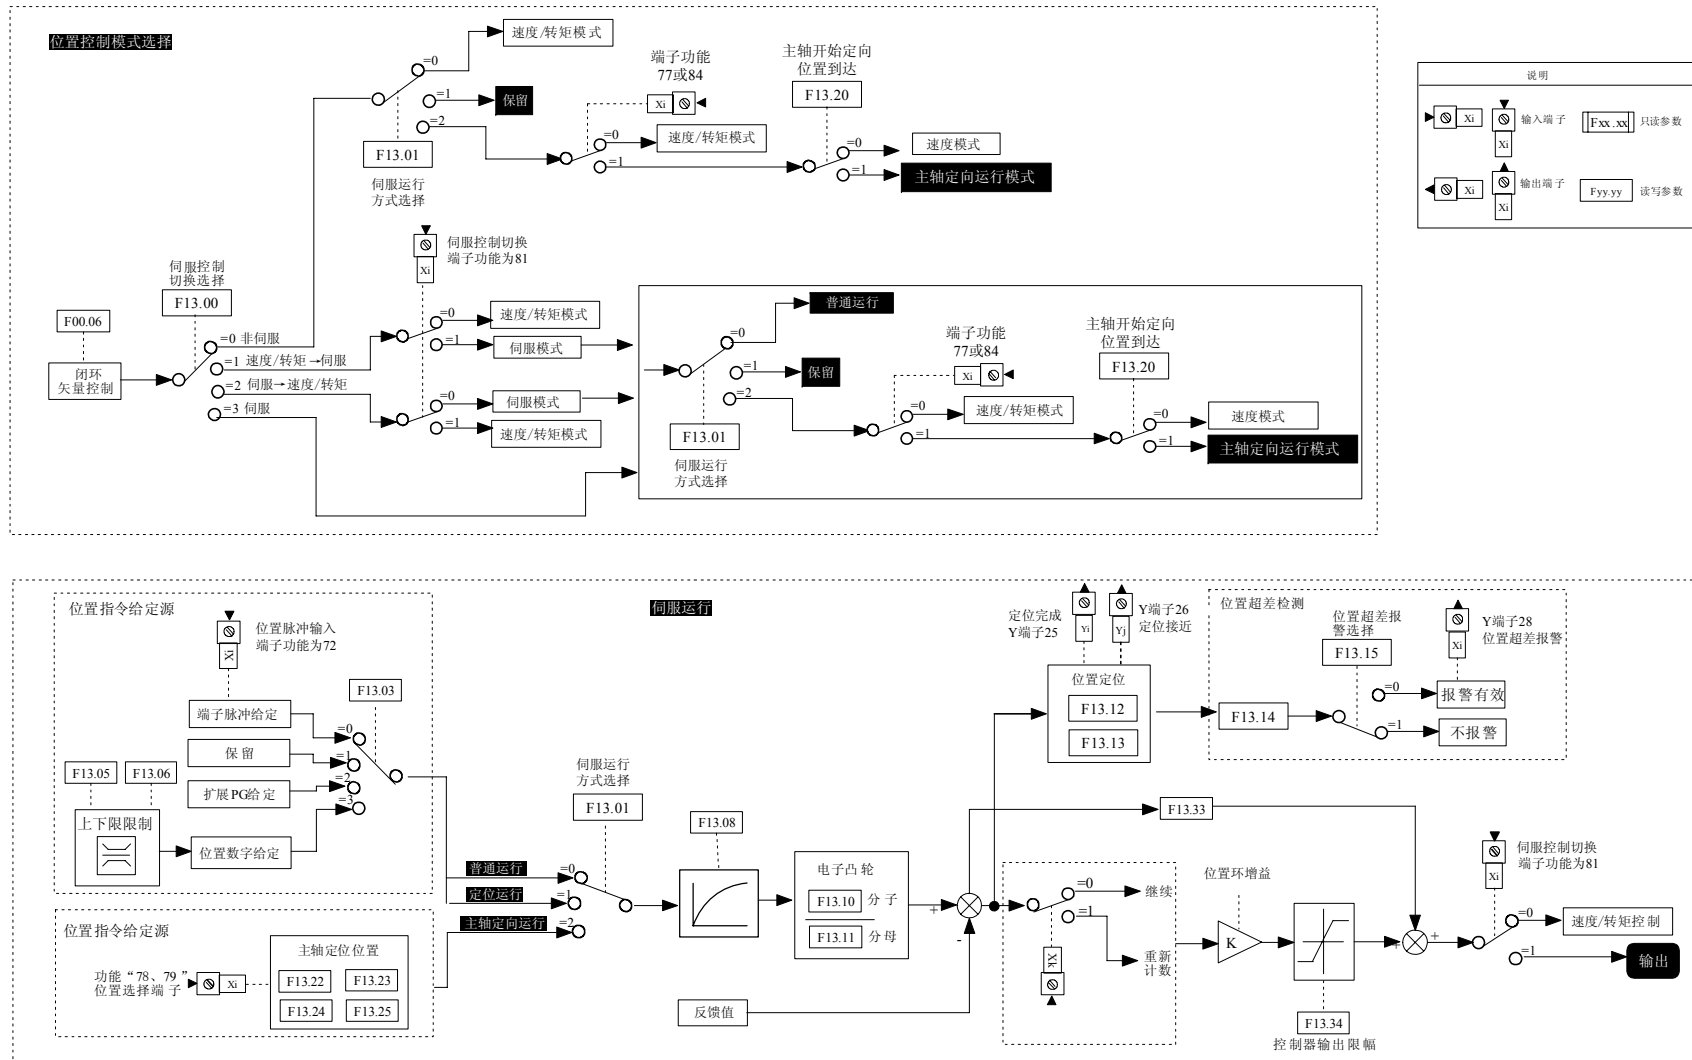 位置控制模式选择
速度/转矩模式
=0
=1
保留
=2
F13.01
伺服运行
方式选择
端子功能
77或84
Xi
=0
速度/转矩模式
=1
主轴开始定向
位置到达
F13.20
=0
速度模式
=1
主轴定向运行模式
说明
Xi
Xi
输入端子
Fxx.xx
只读参数
Xi
Xi
输出端子
Fyy.yy
读写参数
F00.06
闭环
矢量控制
伺服控制
切换选择
F13.00
=0 非伺服
=1 速度/转矩→伺服
=2 伺服→速度/转矩
=3 伺服
Xi
伺服控制切换
端子功能为81
=0
速度/转矩模式
=1
伺服模式
=0
伺服模式
=1
速度/转矩模式
普通运行
=0
=1
保留
=2
F13.01
伺服运行
方式选择
端子功能
77或84
Xi
=0
速度/转矩模式
=1
主轴开始定向
位置到达
F13.20
=0
速度模式
=1
主轴定向运行模式
伺服运行
位置指令给定源
Xi
位置脉冲输入
端子功能为72
F13.03
端子脉冲给定
=0
保留
=1
扩展PG给定
=2
F13.05
F13.06
上下限限制
位置数字给定
=3
位置指令给定源
功能“78、79”
位置选择端子
Xi
主轴定位位置
F13.22
F13.23
F13.24
F13.25
普通运行
=0
定位运行
=1
主轴定向运行
=2
伺服运行
方式选择
F13.01
F13.08
电子凸轮
F13.10
分子
F13.11
分母
+
-
反馈值
定位完成
Y端子25
Yi
Yj
Y端子26
定位接近
位置定位
F13.12
F13.13
位置超差检测
F13.14
位置超差报
警选择
F13.15
=0
报警有效
=1
不报警
Xi
Y端子28
位置超差报警
F13.33
=0
继续
=1
重新
计数
Xk
位置环增益
K
F13.34
控制器输出限幅
+
+
Xi
伺服控制切换
端子功能为81
=0
速度/转矩控制
=1
输出